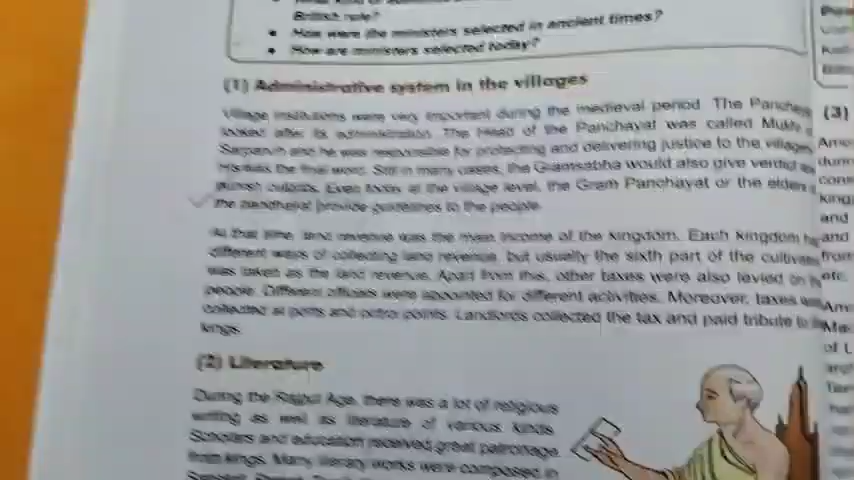 British rule?
How were the ministers selected in ancient times?
How are ministers selected today?
(1) Administrative system in the villages
Village institutions were very important during the medieval period. The
looked after its administration. The Head of the Panchayat was called
Sarpanch and he was responsible for protecting and delivering justice to the
His was the final word. Still in many cases, the Gramsabha would also give verdict
punish culprits. Even today at the village level, the Gram Panchayat or the elders
the panchayat provide guidelines to the people.
At that time, land revenue was the main income of the kingdom. Each kingdom
different ways of collecting land revenue, but usually the sixth part of the
was taken as the land revenue. Apart from this, other taxes were also levied on
people. Different officers were appointed for different activities. Moreover, taxes
collected at ports and octroi points. Landlords collected the tax and paid tribute to
kings.
(2) Literature
During the Rajput Age, there was a lot of religious
writing as well as literature of various kinds.
Scholars and education received great patronage
from kings. Many literary works were composed in
(3)
and
and
from
etc.
of L